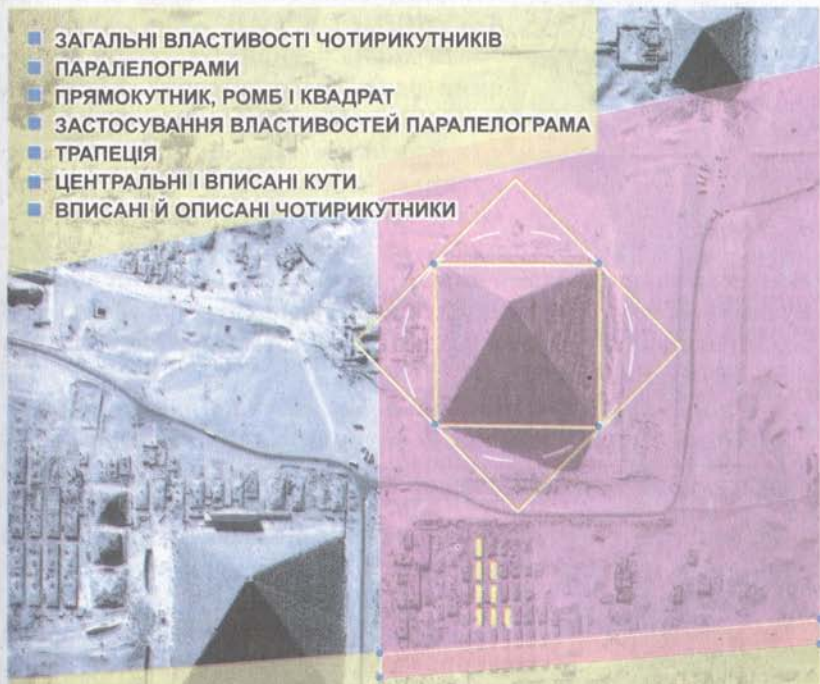 ЗАГАЛЬНІ ВЛАСТИВОСТІ ЧОТИРИКУТНИКІВ
ПАРАЛЕЛОГРАМИ
ПРЯМОКУТНИК, РОМБ І КВАДРАТ
ЗАСТОСУВАННЯ ВЛАСТИВОСТЕЙ ПАРАЛЕЛОГРАМА
ТРАПЕЦІЯ
ЦЕНТРАЛЬНІ І ВПИСАНІ КУТИ
ВПИСАНІ Й ОПИСАНІ ЧОТИРИКУТНИКИ